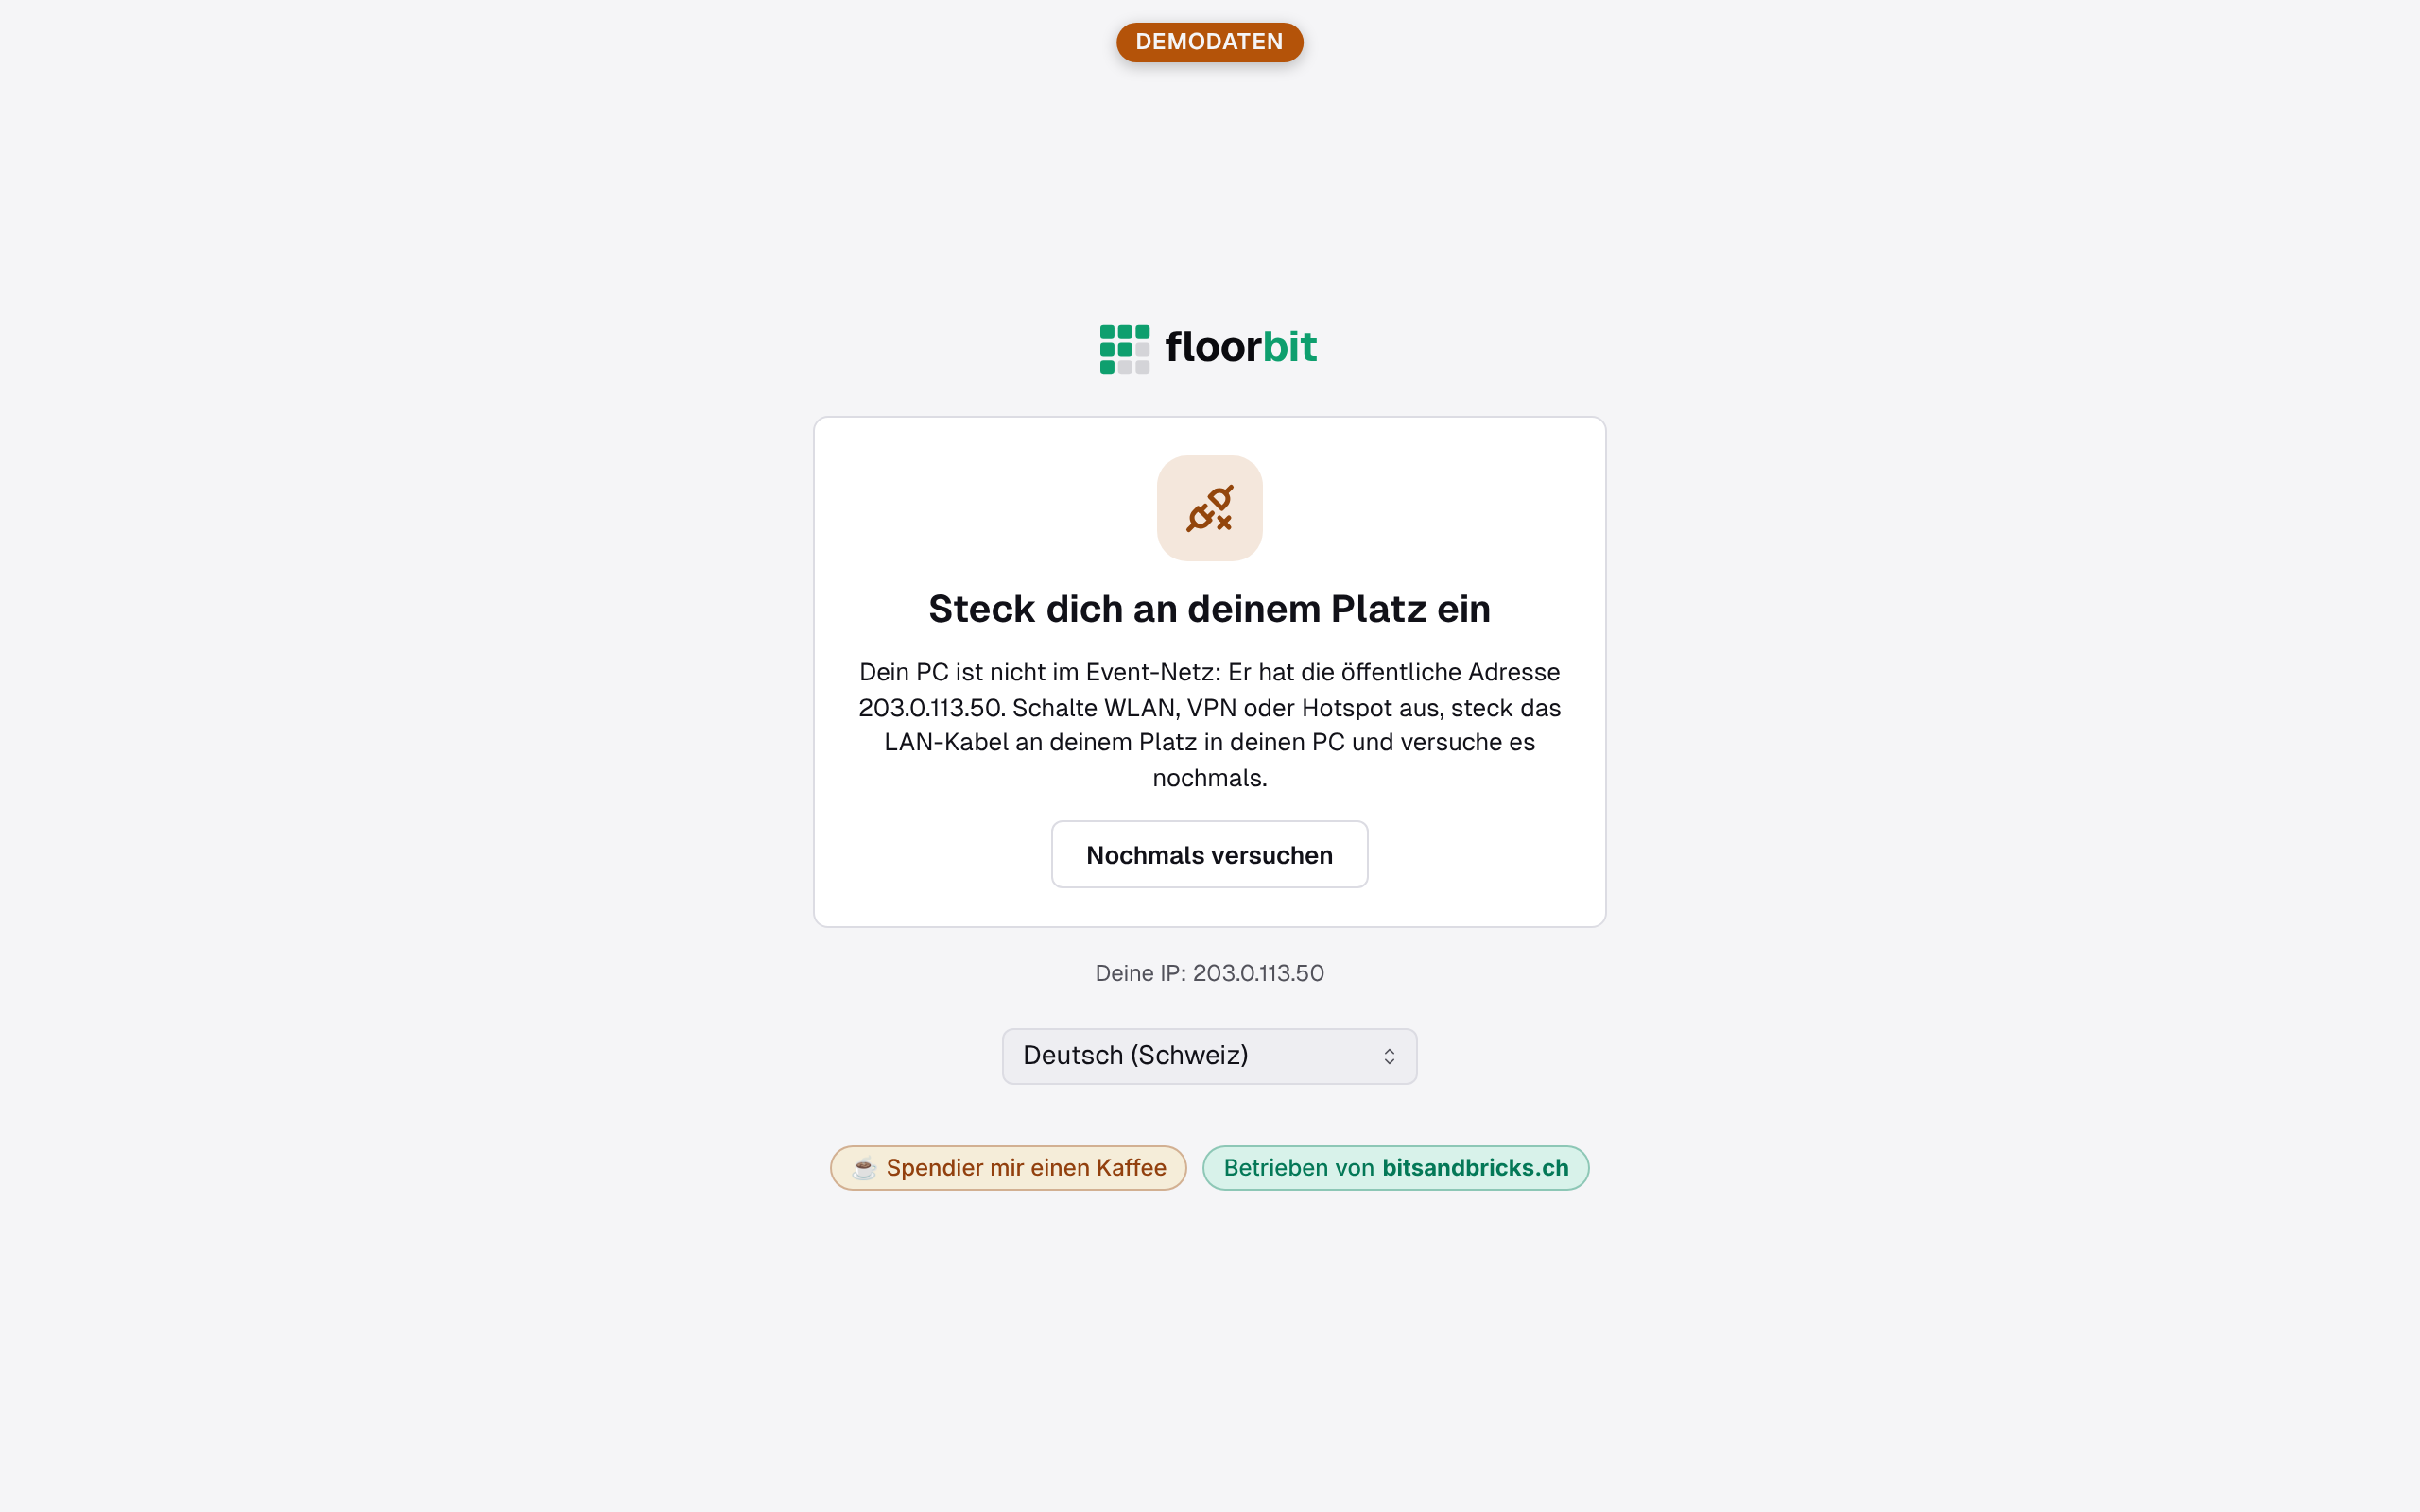 DEMODATEN
floorbit
Steck dich an deinem Platz ein
Dein PC ist nicht im Event-Netz: Er hat die öffentliche Adresse
203.0.113.50. Schalte WLAN, VPN oder Hotspot aus, steck das
LAN-Kabel an deinem Platz in deinen PC und versuche es
nochmals.
Nochmals versuchen
Deine IP: 203.0.113.50
Deutsch (Schweiz)
Spendier mir einen Kaffee
Betrieben von bitsandbricks.ch